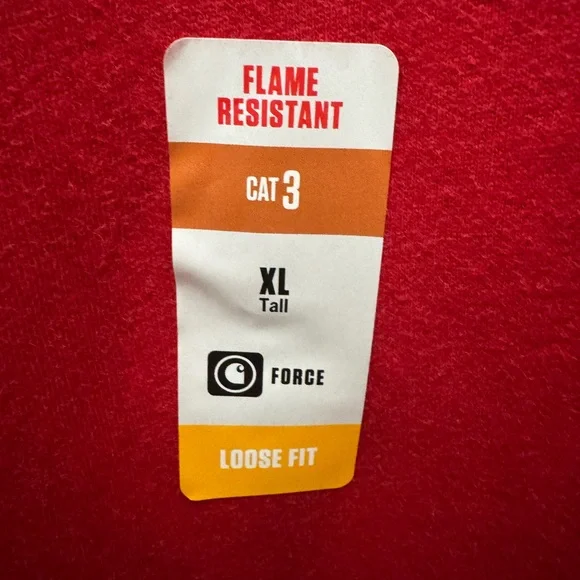 FLAME
RESISTANT
CAT 3
XL
Tall
FORCE
LOOSE FIT